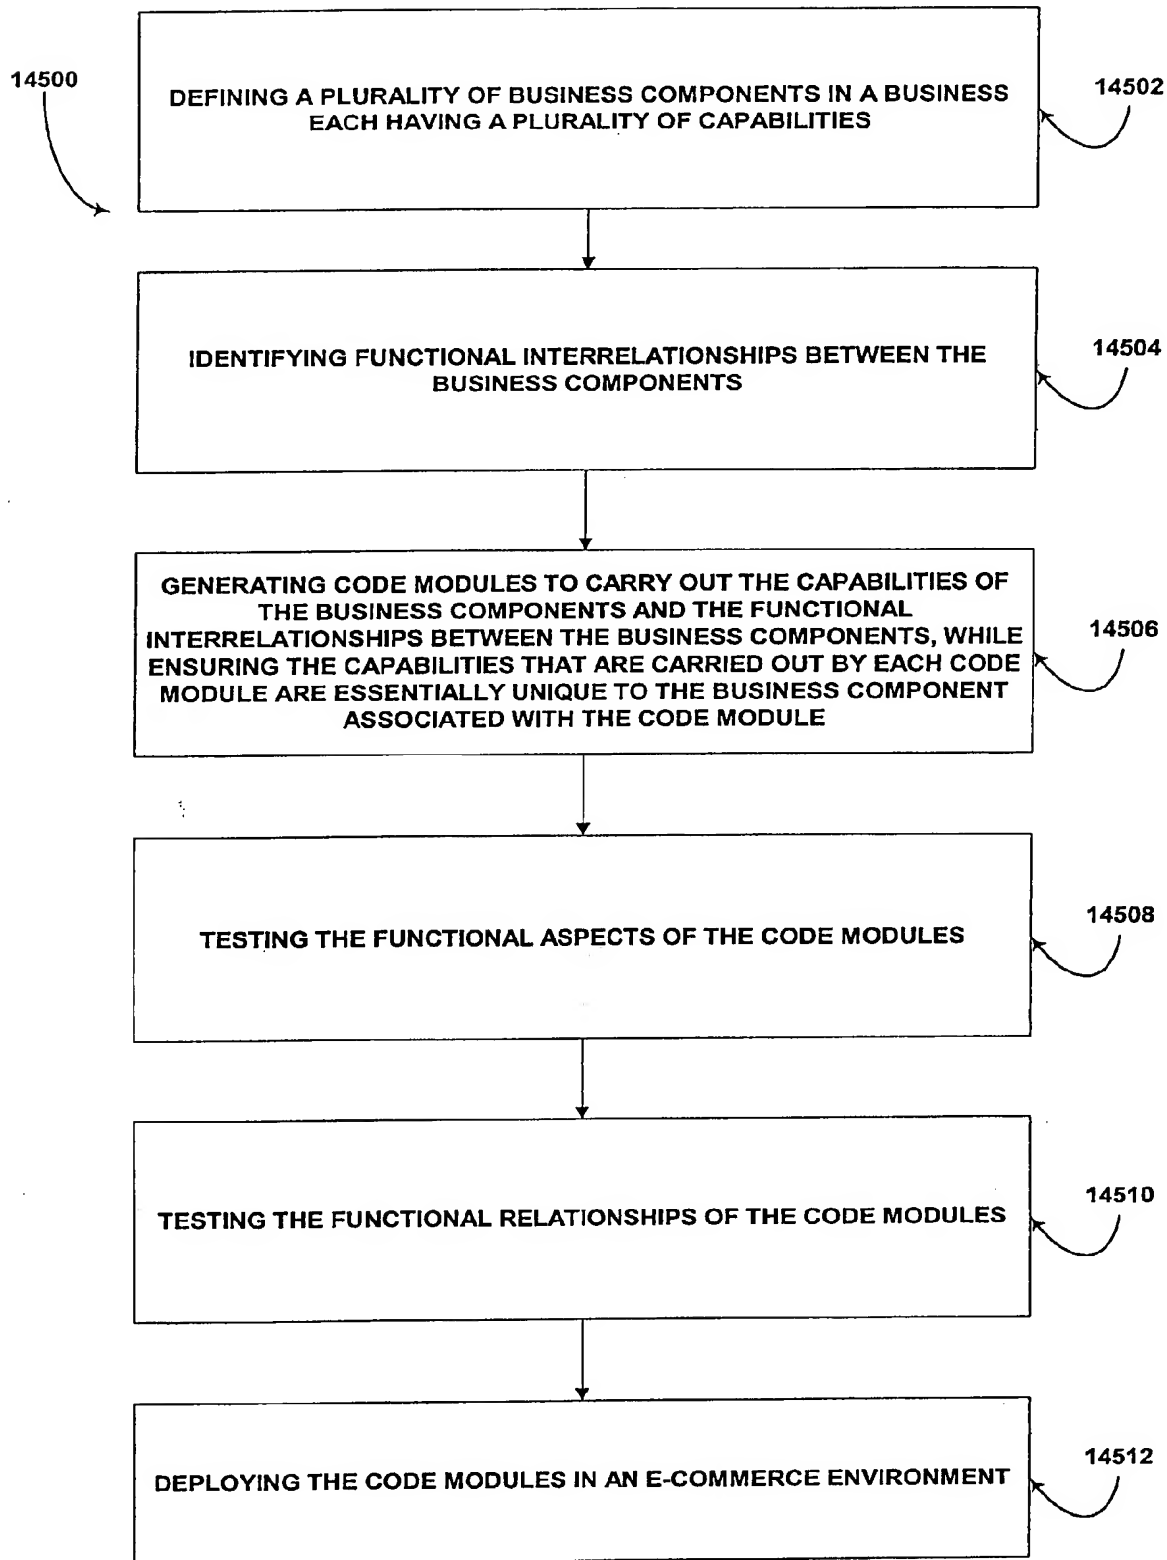 14500
DEFINING A PLURALITY OF BUSINESS COMPONENTS IN A BUSINESS
EACH HAVING A PLURALITY OF CAPABILITIES
14502
IDENTIFYING FUNCTIONAL INTERRELATIONSHIPS BETWEEN THE
BUSINESS COMPONENTS
14504
GENERATING CODE MODULES TO CARRY OUT THE CAPABILITIES OF
THE BUSINESS COMPONENTS AND THE FUNCTIONAL
INTERRELATIONSHIPS BETWEEN THE BUSINESS COMPONENTS, WHILE
ENSURING THE CAPABILITIES THAT ARE CARRIED OUT BY EACH CODE
MODULE ARE ESSENTIALLY UNIQUE TO THE BUSINESS COMPONENT
ASSOCIATED WITH THE CODE MODULE
14506
TESTING THE FUNCTIONAL ASPECTS OF THE CODE MODULES
14508
TESTING THE FUNCTIONAL RELATIONSHIPS OF THE CODE MODULES
14510
DEPLOYING THE CODE MODULES IN AN E-COMMERCE ENVIRONMENT
14512